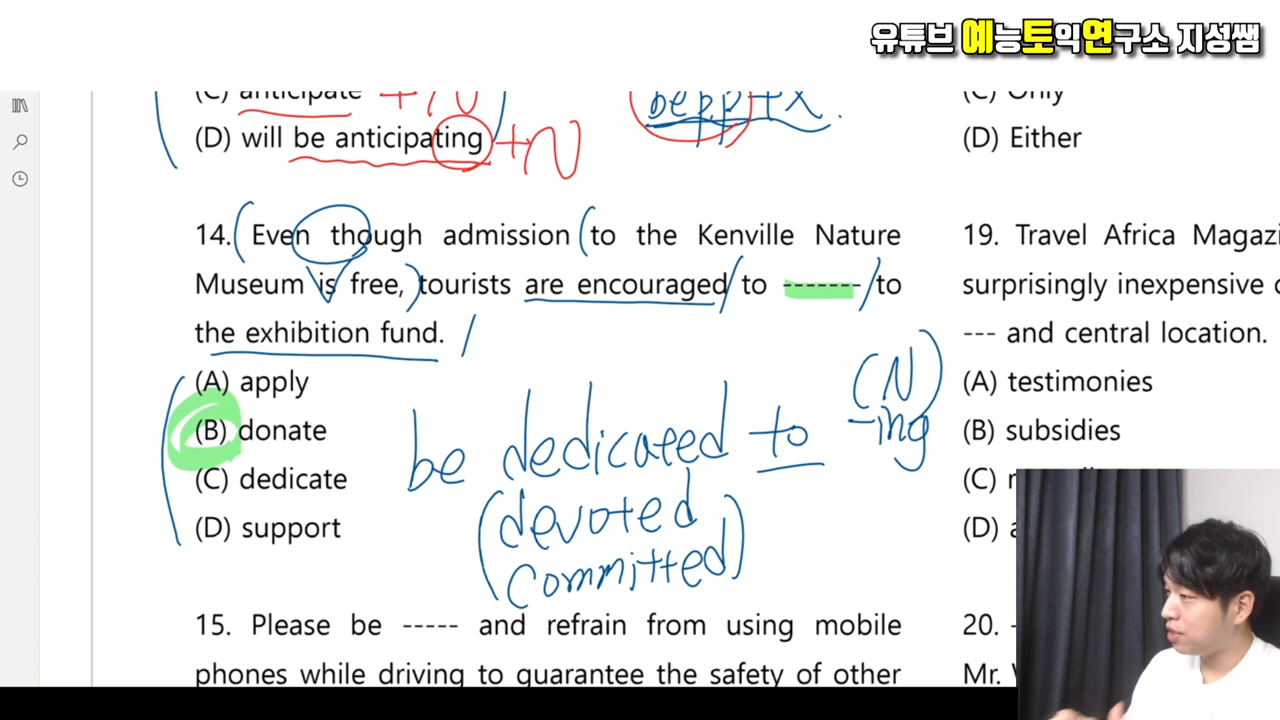 유튜브 예능토익연구소 지성쌤
(C) anticipate +N
(D) will be anticipating +N
be pp + X.
14. Even though admission to the Kenville Nature
Museum is free, tourists are encouraged to ------- to
the exhibition fund.
(A) apply
(B) donate
(C) dedicate
(D) support
be dedicated to (N)
-ing
(devoted
committed)
15. Please be ----- and refrain from using mobile
phones while driving to guarantee the safety of other
(C) Only
(D) Either
19. Travel Africa Magazi
surprisingly inexpensive
--- and central location.
(A) testimonies
(B) subsidies
(C)
(D)
20. -
Mr.